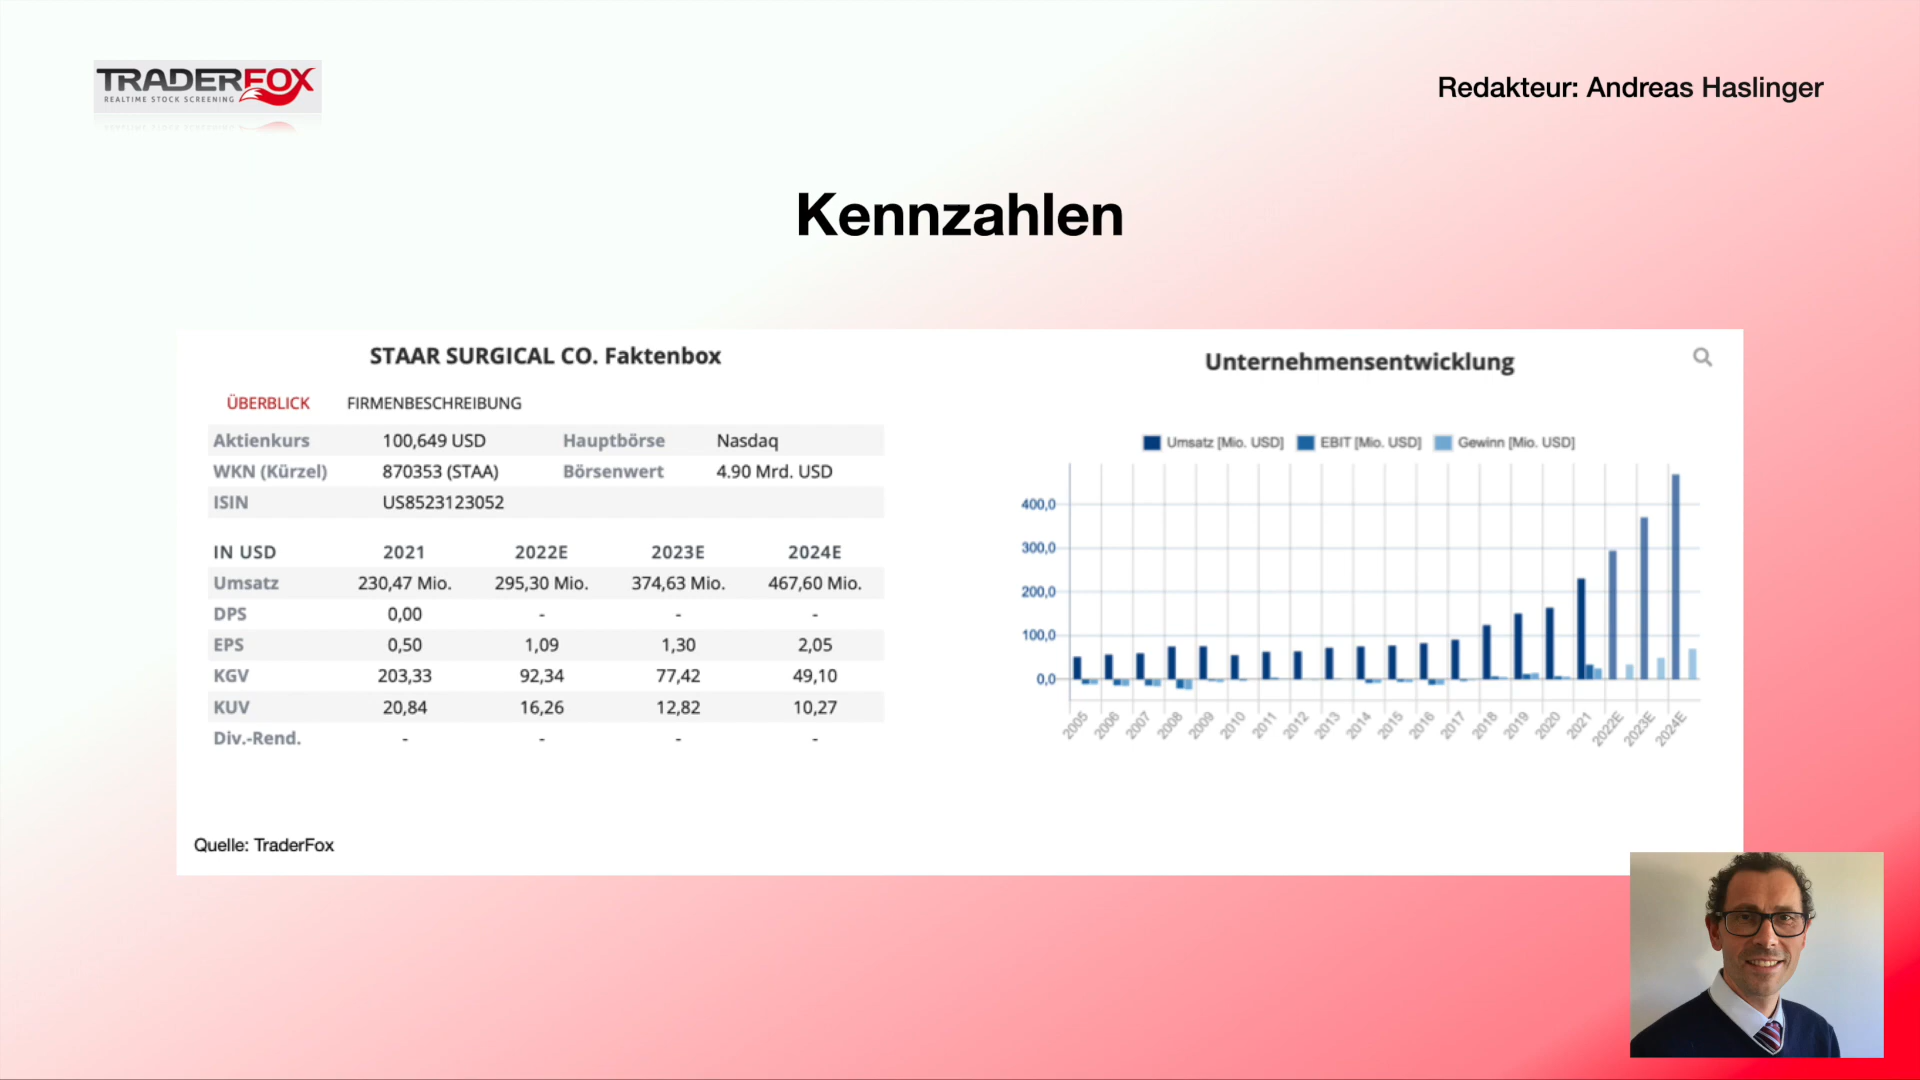 TRADERFOX
REALTIME STOCK SCREENING
Redakteur: Andreas Haslinger
Kennzahlen
STAAR SURGICAL CO. Faktenbox
ÜBERBLICK FIRMENBESCHREIBUNG
Aktienkurs 100,649 USD Hauptbörse Nasdaq
WKN (Kürzel) 870353 (STAA) Börsenwert 4.90 Mrd. USD
ISIN US8523123052
IN USD 2021 2022E 2023E 2024E
Umsatz 230,47 Mio. 295,30 Mio. 374,63 Mio. 467,60 Mio.
DPS 0,00 - - -
EPS 0,50 1,09 1,30 2,05
KGV 203,33 92,34 77,42 49,10
KUV 20,84 16,26 12,82 10,27
Div.-Rend. - - - -
Quelle: TraderFox
Unternehmensentwicklung
Umsatz [Mio. USD] EBIT [Mio. USD] Gewinn [Mio. USD]
400,0
300,0
200,0
100,0
0,0
2005 2006 2007 2008 2009 2010 2011 2012 2013 2014 2015 2016 2017 2018 2019 2020 2021 2022E 2023E 2024E